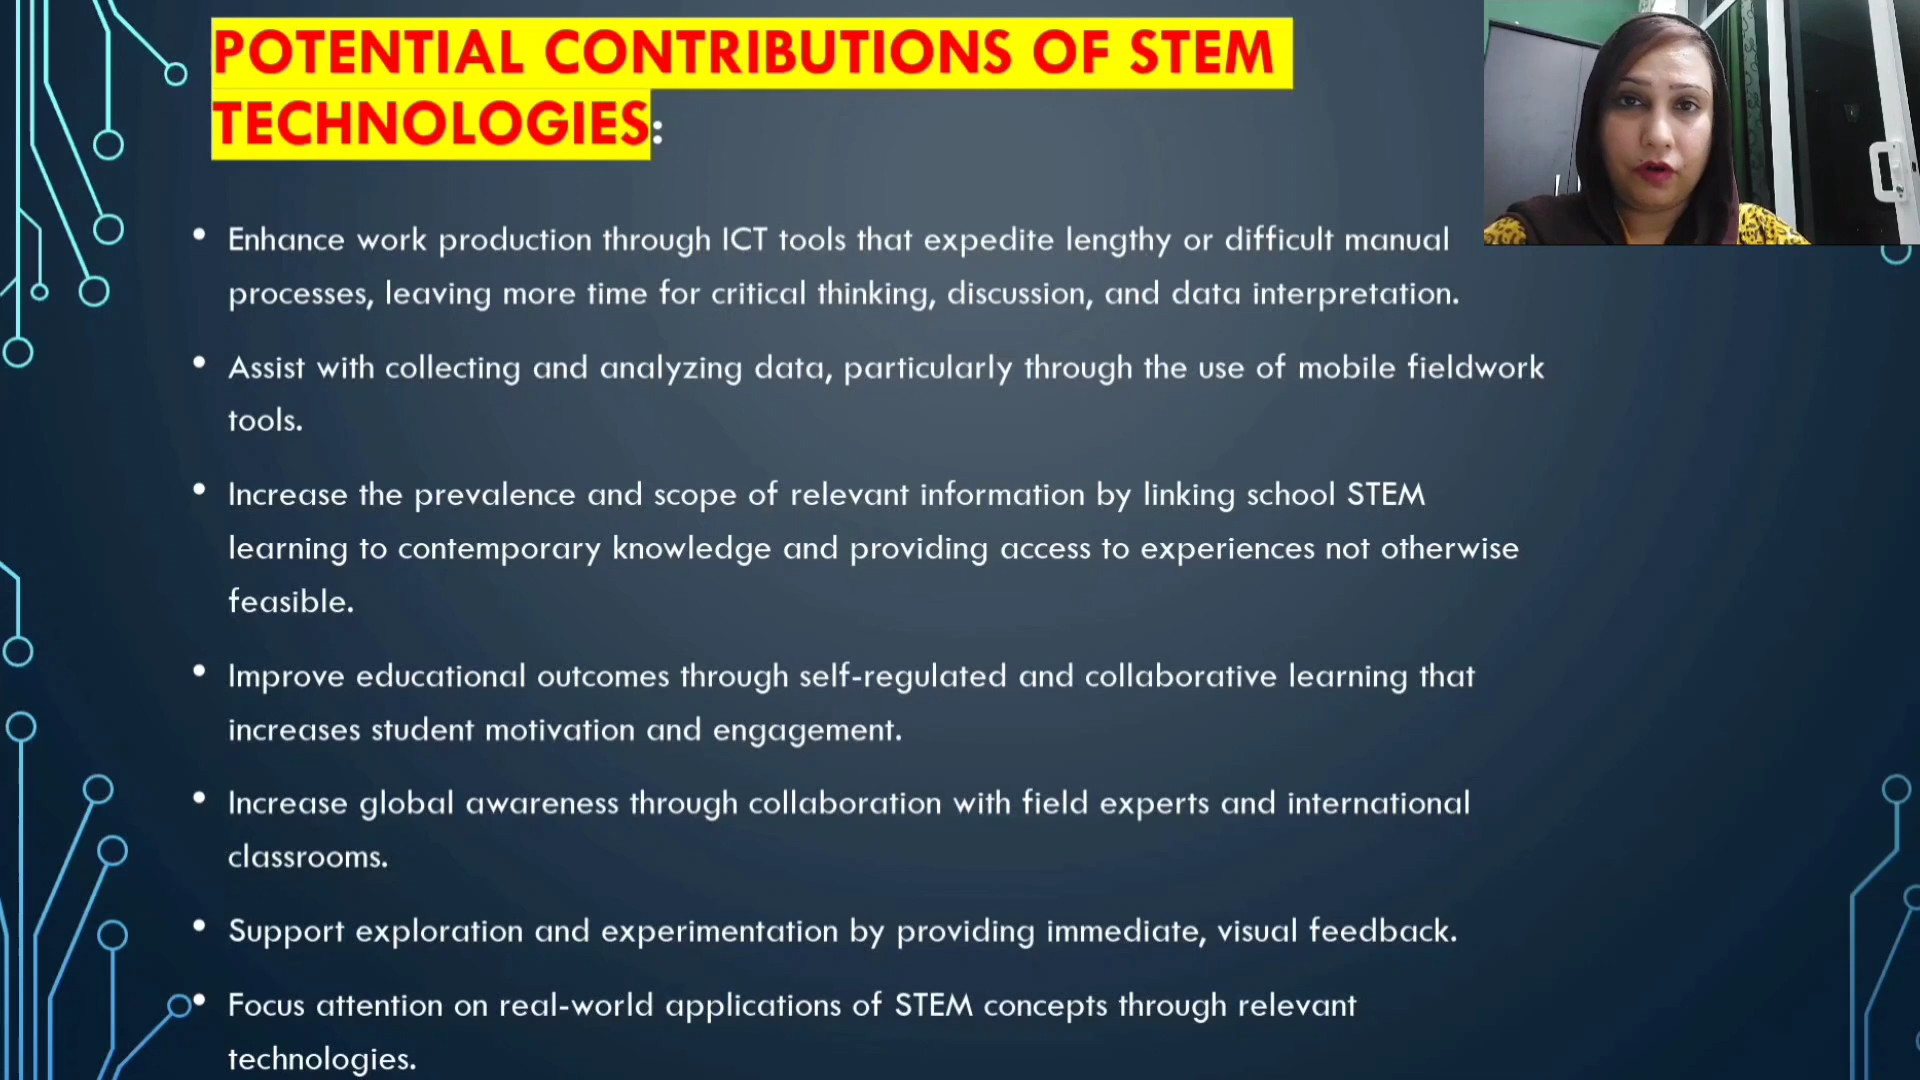 POTENTIAL CONTRIBUTIONS OF STEM
TECHNOLOGIES:
• Enhance work production through ICT tools that expedite lengthy or difficult manual
processes, leaving more time for critical thinking, discussion, and data interpretation.
• Assist with collecting and analyzing data, particularly through the use of mobile fieldwork
tools.
• Increase the prevalence and scope of relevant information by linking school STEM
learning to contemporary knowledge and providing access to experiences not otherwise
feasible.
• Improve educational outcomes through self-regulated and collaborative learning that
increases student motivation and engagement.
• Increase global awareness through collaboration with field experts and international
classrooms.
• Support exploration and experimentation by providing immediate, visual feedback.
• Focus attention on real-world applications of STEM concepts through relevant
technologies.